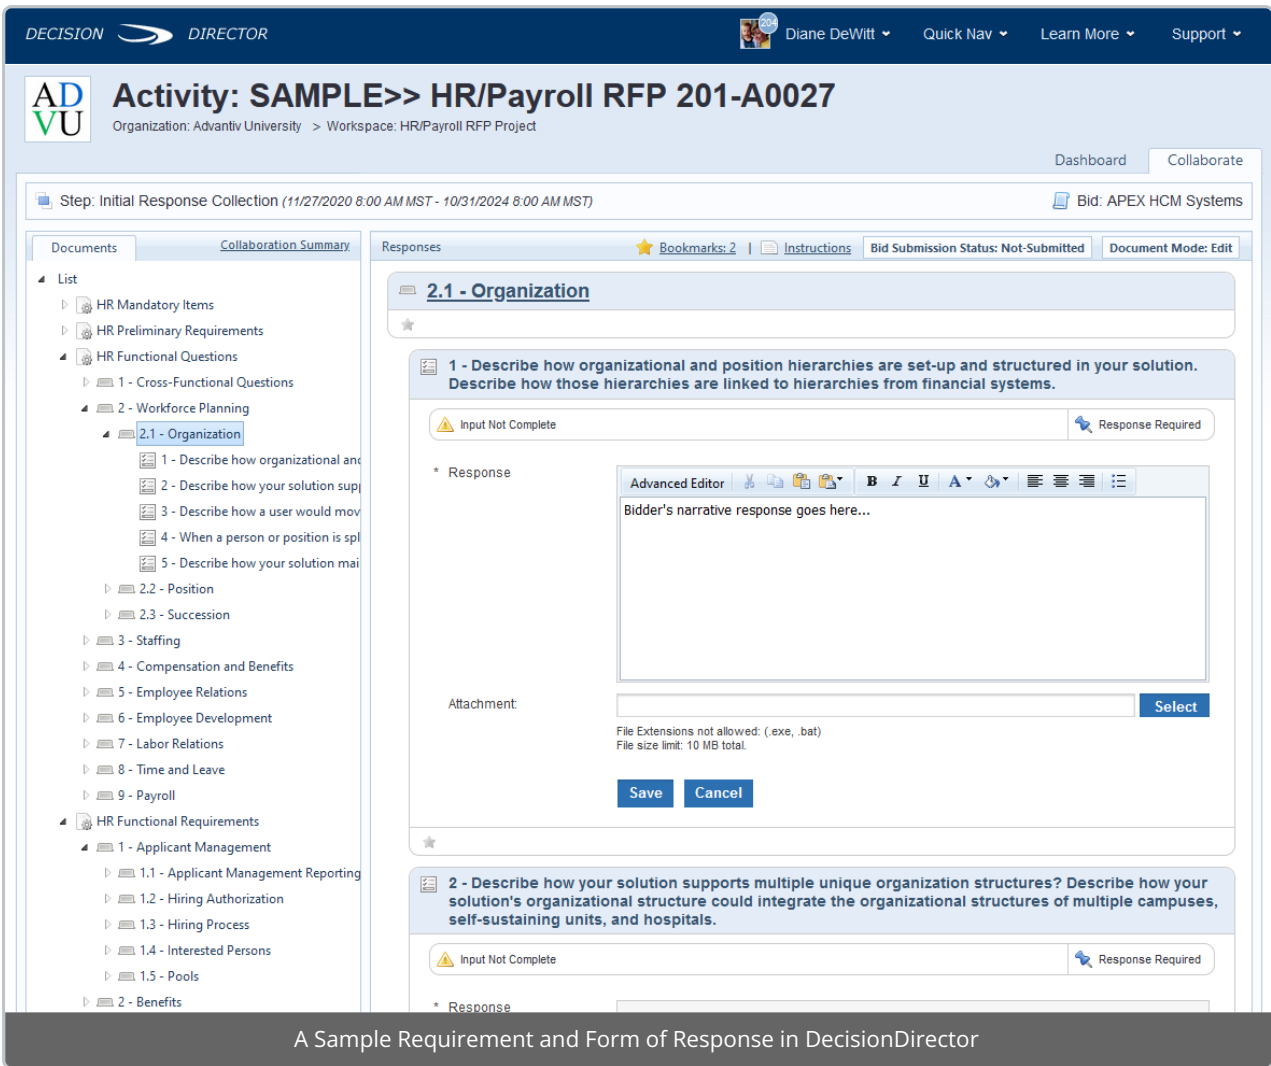 DECISION DIRECTOR
204
Diane DeWitt
Quick Nav
Learn More
Support
AD
VU
Activity: SAMPLE>> HR/Payroll RFP 201-A0027
Organization: Advantiv University > Workspace: HR/Payroll RFP Project
Dashboard
Collaborate
Step: Initial Response Collection (11/27/2020 8:00 AM MST - 10/31/2024 8:00 AM MST)
Bid: APEX HCM Systems
Documents
Collaboration Summary
List
HR Mandatory Items
HR Preliminary Requirements
HR Functional Questions
1 - Cross-Functional Questions
2 - Workforce Planning
2.1 - Organization
1 - Describe how organizational and
2 - Describe how your solution supp
3 - Describe how a user would mov
4 - When a person or position is spl
5 - Describe how your solution mai
2.2 - Position
2.3 - Succession
3 - Staffing
4 - Compensation and Benefits
5 - Employee Relations
6 - Employee Development
7 - Labor Relations
8 - Time and Leave
9 - Payroll
HR Functional Requirements
1 - Applicant Management
1.1 - Applicant Management Reporting
1.2 - Hiring Authorization
1.3 - Hiring Process
1.4 - Interested Persons
1.5 - Pools
2 - Benefits
Responses
Bookmarks: 2 | Instructions
Bid Submission Status: Not-Submitted
Document Mode: Edit
2.1 - Organization
1 - Describe how organizational and position hierarchies are set-up and structured in your solution.
Describe how those hierarchies are linked to hierarchies from financial systems.
Input Not Complete
Response Required
* Response
Advanced Editor
B I U A
Bidder's narrative response goes here...
Attachment:
Select
File Extensions not allowed: (.exe, .bat)
File size limit: 10 MB total.
Save
Cancel
2 - Describe how your solution supports multiple unique organization structures? Describe how your
solution's organizational structure could integrate the organizational structures of multiple campuses,
self-sustaining units, and hospitals.
Input Not Complete
Response Required
* Response
A Sample Requirement and Form of Response in DecisionDirector